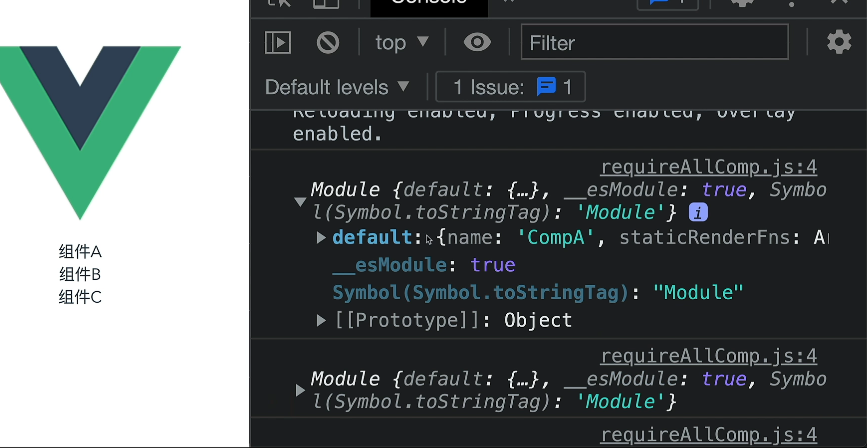 Console
top
Filter
Default levels
1 Issue: 1
Reloading enabled, Progress enabled, Overlay
enabled.
requireAllComp.js:4
Module {default: {…}, __esModule: true, Symbo
l(Symbol.toStringTag): 'Module'} i
default: {name: 'CompA', staticRenderFns: Ar
__esModule: true
Symbol(Symbol.toStringTag): "Module"
[[Prototype]]: Object
requireAllComp.js:4
Module {default: {…}, __esModule: true, Symbo
l(Symbol.toStringTag): 'Module'}
requireAllComp.js:4
组件A
组件B
组件C